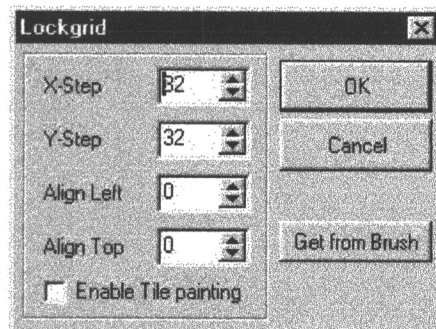 Lockgrid
X-Step 32 OK
Y-Step 32 Cancel
Align Left 0
Align Top 0 Get from Brush
Enable Tile painting